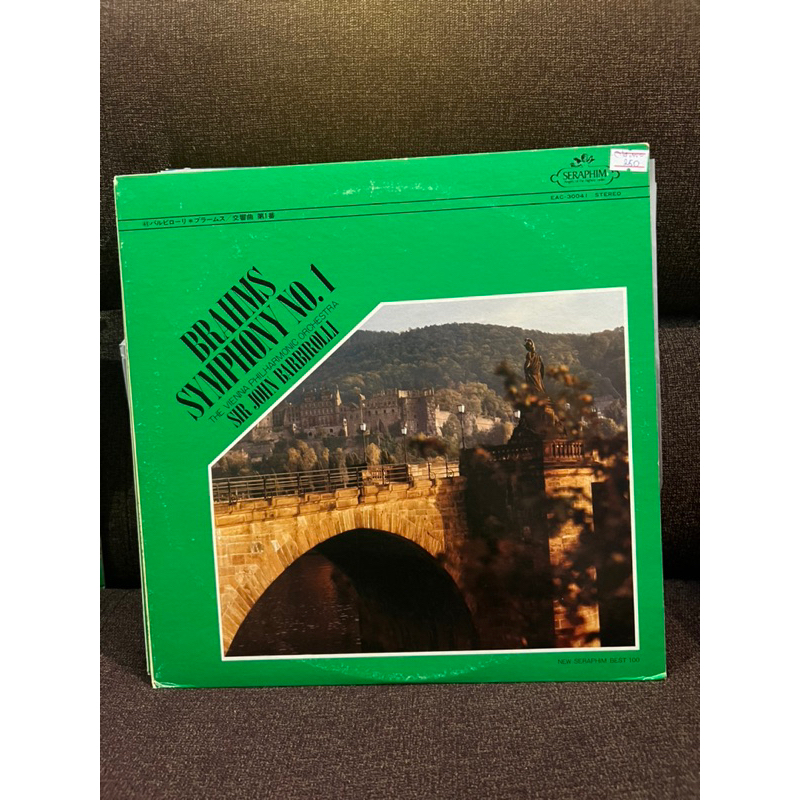 250
SERAPHIM
EAC-30041 STEREO
バルビローリ＊ブラームス／交響曲 第1番
BRAHMS
SYMPHONY NO. 1
THE VIENNA PHILHARMONIC ORCHESTRA
SIR JOHN BARBIROLLI
NEW SERAPHIM BEST 100